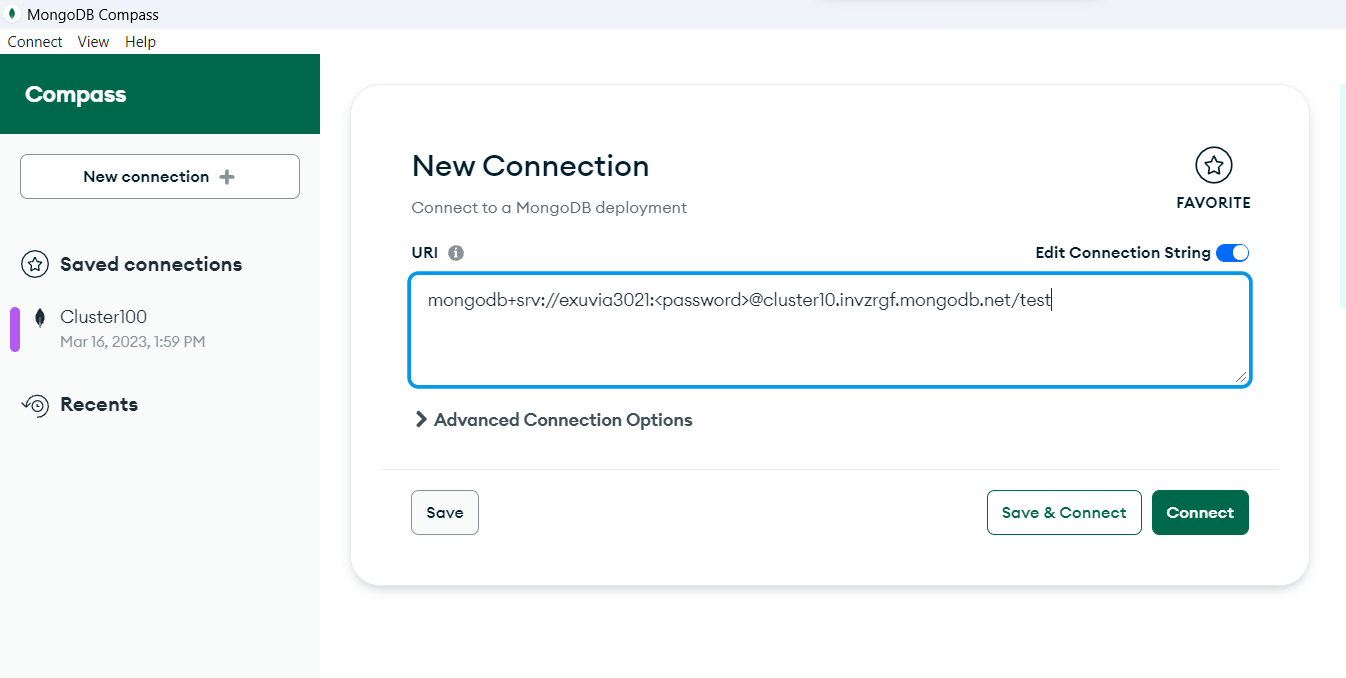 MongoDB Compass
Connect View Help
Compass
New connection
Saved connections
Cluster100
Mar 16, 2023, 1:59 PM
Recents
New Connection
Connect to a MongoDB deployment
FAVORITE
URI
Edit Connection String
mongodb+srv://exuvia3021:<password>@cluster10.invzrgf.mongodb.net/test
Advanced Connection Options
Save
Save & Connect
Connect